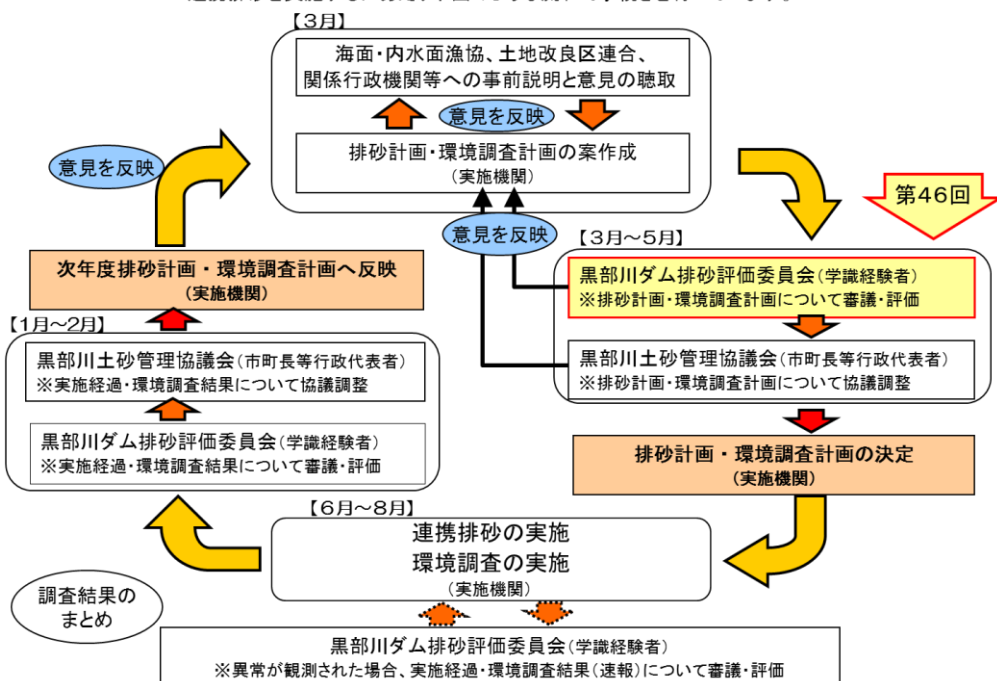 【3月】
海面・内水面漁協、土地改良区連合、
関係行政機関等への事前説明と意見の聴取
意見を反映
排砂計画・環境調査計画の案作成
(実施機関)
意見を反映
第46回
意見を反映
【3月～5月】
黒部川ダム排砂評価委員会(学識経験者)
※排砂計画・環境調査計画について審議・評価
黒部川土砂管理協議会(市町長等行政代表者)
※排砂計画・環境調査計画について協議調整
排砂計画・環境調査計画の決定
(実施機関)
次年度排砂計画・環境調査計画へ反映
(実施機関)
【1月～2月】
黒部川土砂管理協議会(市町長等行政代表者)
※実施経過・環境調査結果について協議調整
黒部川ダム排砂評価委員会(学識経験者)
※実施経過・環境調査結果について審議・評価
【6月～8月】
連携排砂の実施
環境調査の実施
(実施機関)
調査結果の
まとめ
黒部川ダム排砂評価委員会(学識経験者)
※異常が観測された場合、実施経過・環境調査結果(速報)について審議・評価